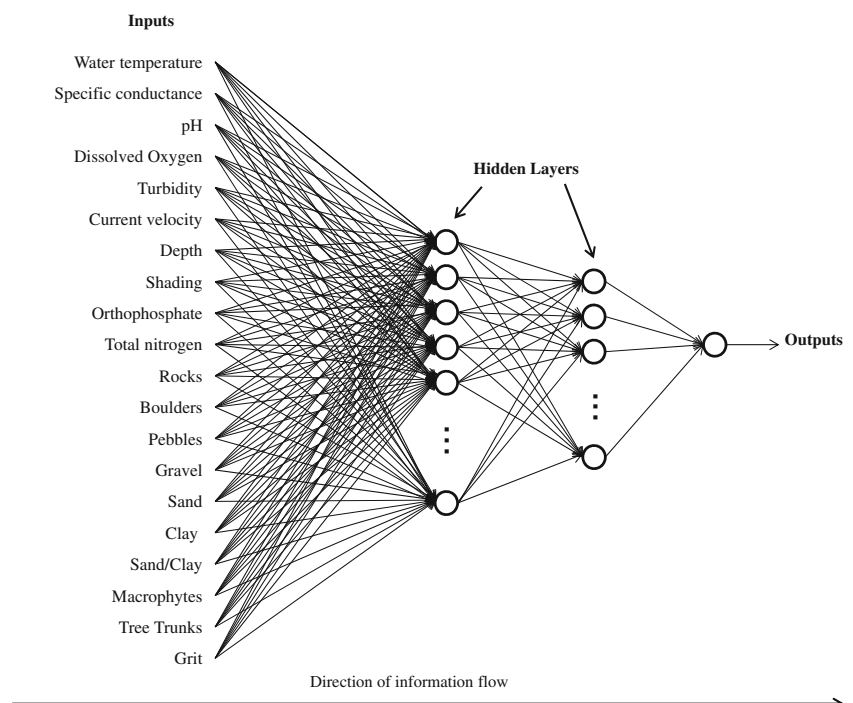 Inputs
Water temperature
Specific conductance
pH
Dissolved Oxygen
Turbidity
Current velocity
Depth
Shading
Orthophosphate
Total nitrogen
Rocks
Boulders
Pebbles
Gravel
Sand
Clay
Sand/Clay
Macrophytes
Tree Trunks
Grit
Hidden Layers
Outputs
Direction of information flow